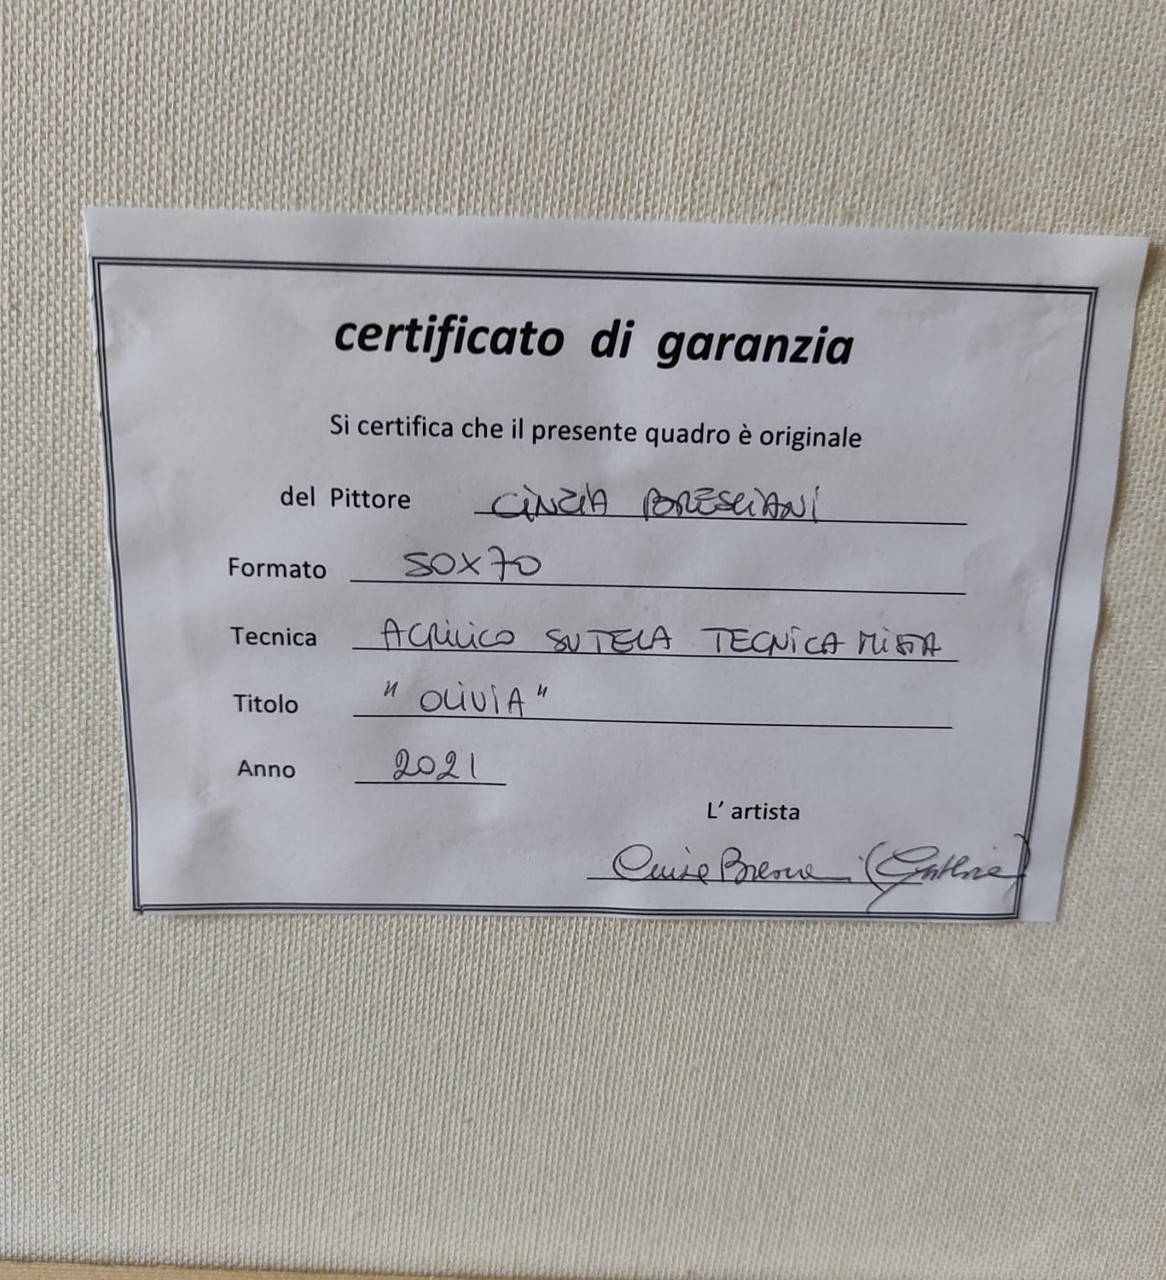 certificato di garanzia
Si certifica che il presente quadro è originale
del Pittore CINZIA BRESCIANI
Formato 50X70
Tecnica ACRILICO SU TELA TECNICA MISTA
Titolo "OLIVIA"
Anno 2021
L' artista